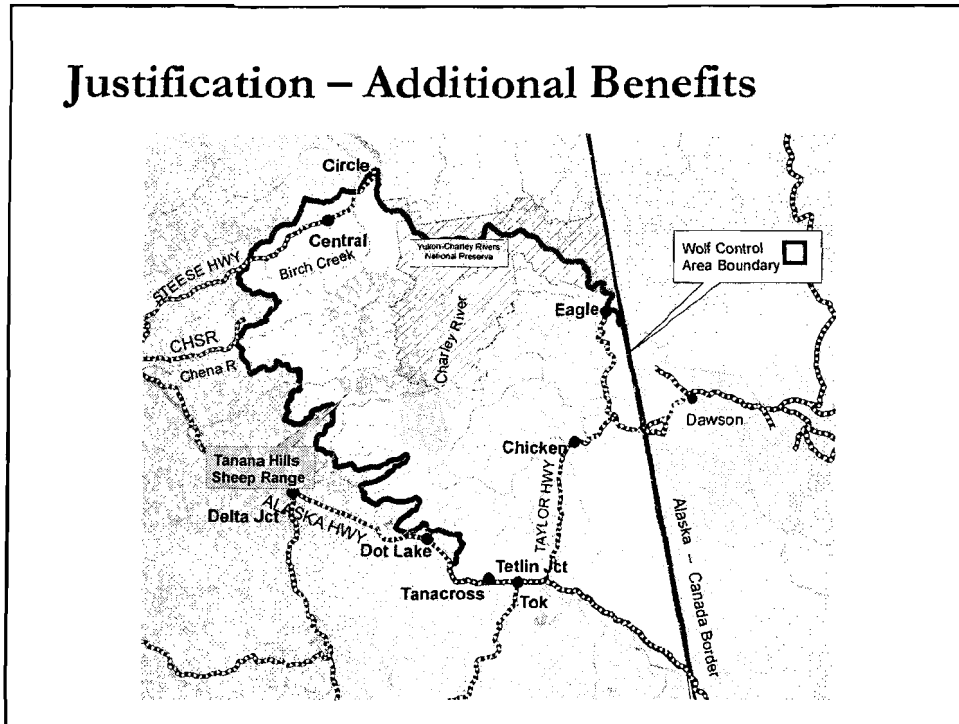 Justification – Additional Benefits
Circle
Central
Birch Creek
STEESE HWY
Yukon-Charley Rivers
National Preserve
Wolf Control
Area Boundary
Eagle
CHSR
Chena R
Charley River
Dawson
Chicken
Tanana Hills
Sheep Range
TAYLOR HWY
Delta Jct
ALASKA HWY
Dot Lake
Alaska – Canada Border
Tetlin Jct
Tanacross
Tok